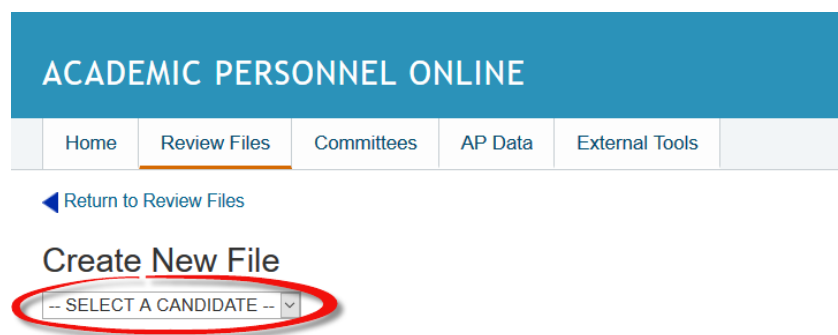 ACADEMIC PERSONNEL ONLINE
Home Review Files Committees AP Data External Tools
Return to Review Files
Create New File
-- SELECT A CANDIDATE --